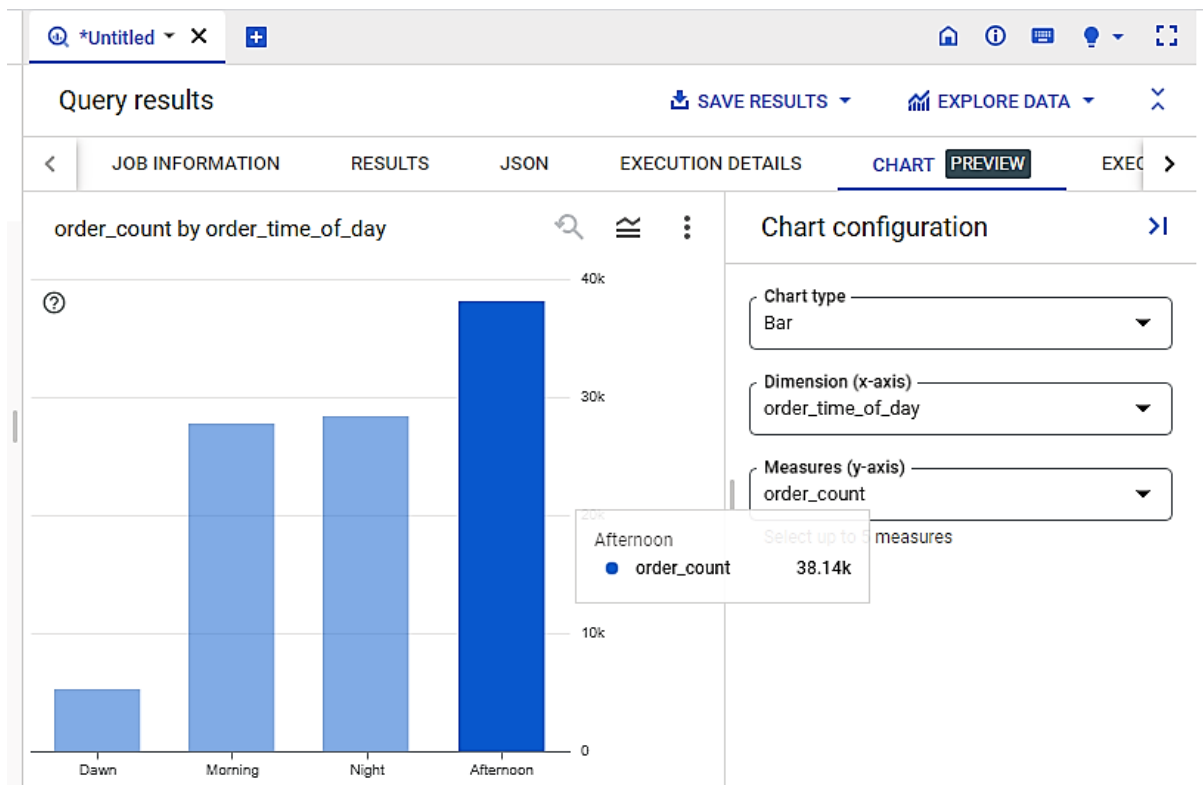 *Untitled
Query results
SAVE RESULTS
EXPLORE DATA
JOB INFORMATION
RESULTS
JSON
EXECUTION DETAILS
CHART PREVIEW
EXEC
order_count by order_time_of_day
40k
30k
20k
10k
0
Dawn
Morning
Night
Afternoon
Afternoon
order_count 38.14k
Chart configuration
Chart type
Bar
Dimension (x-axis)
order_time_of_day
Measures (y-axis)
order_count
Select up to 5 measures